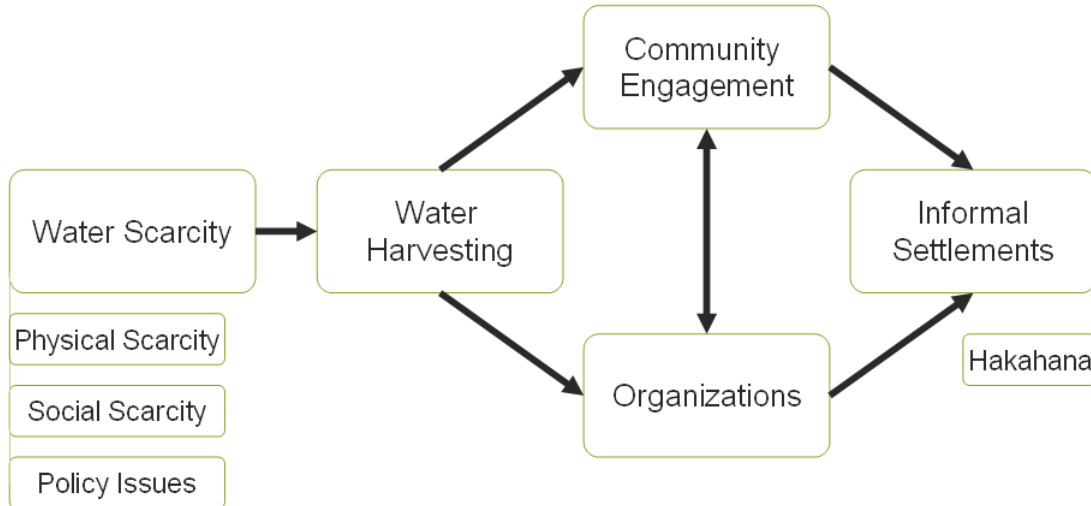 Community
Engagement
Water Scarcity
Water
Harvesting
Informal
Settlements
Physical Scarcity
Social Scarcity
Policy Issues
Organizations
Hakahana